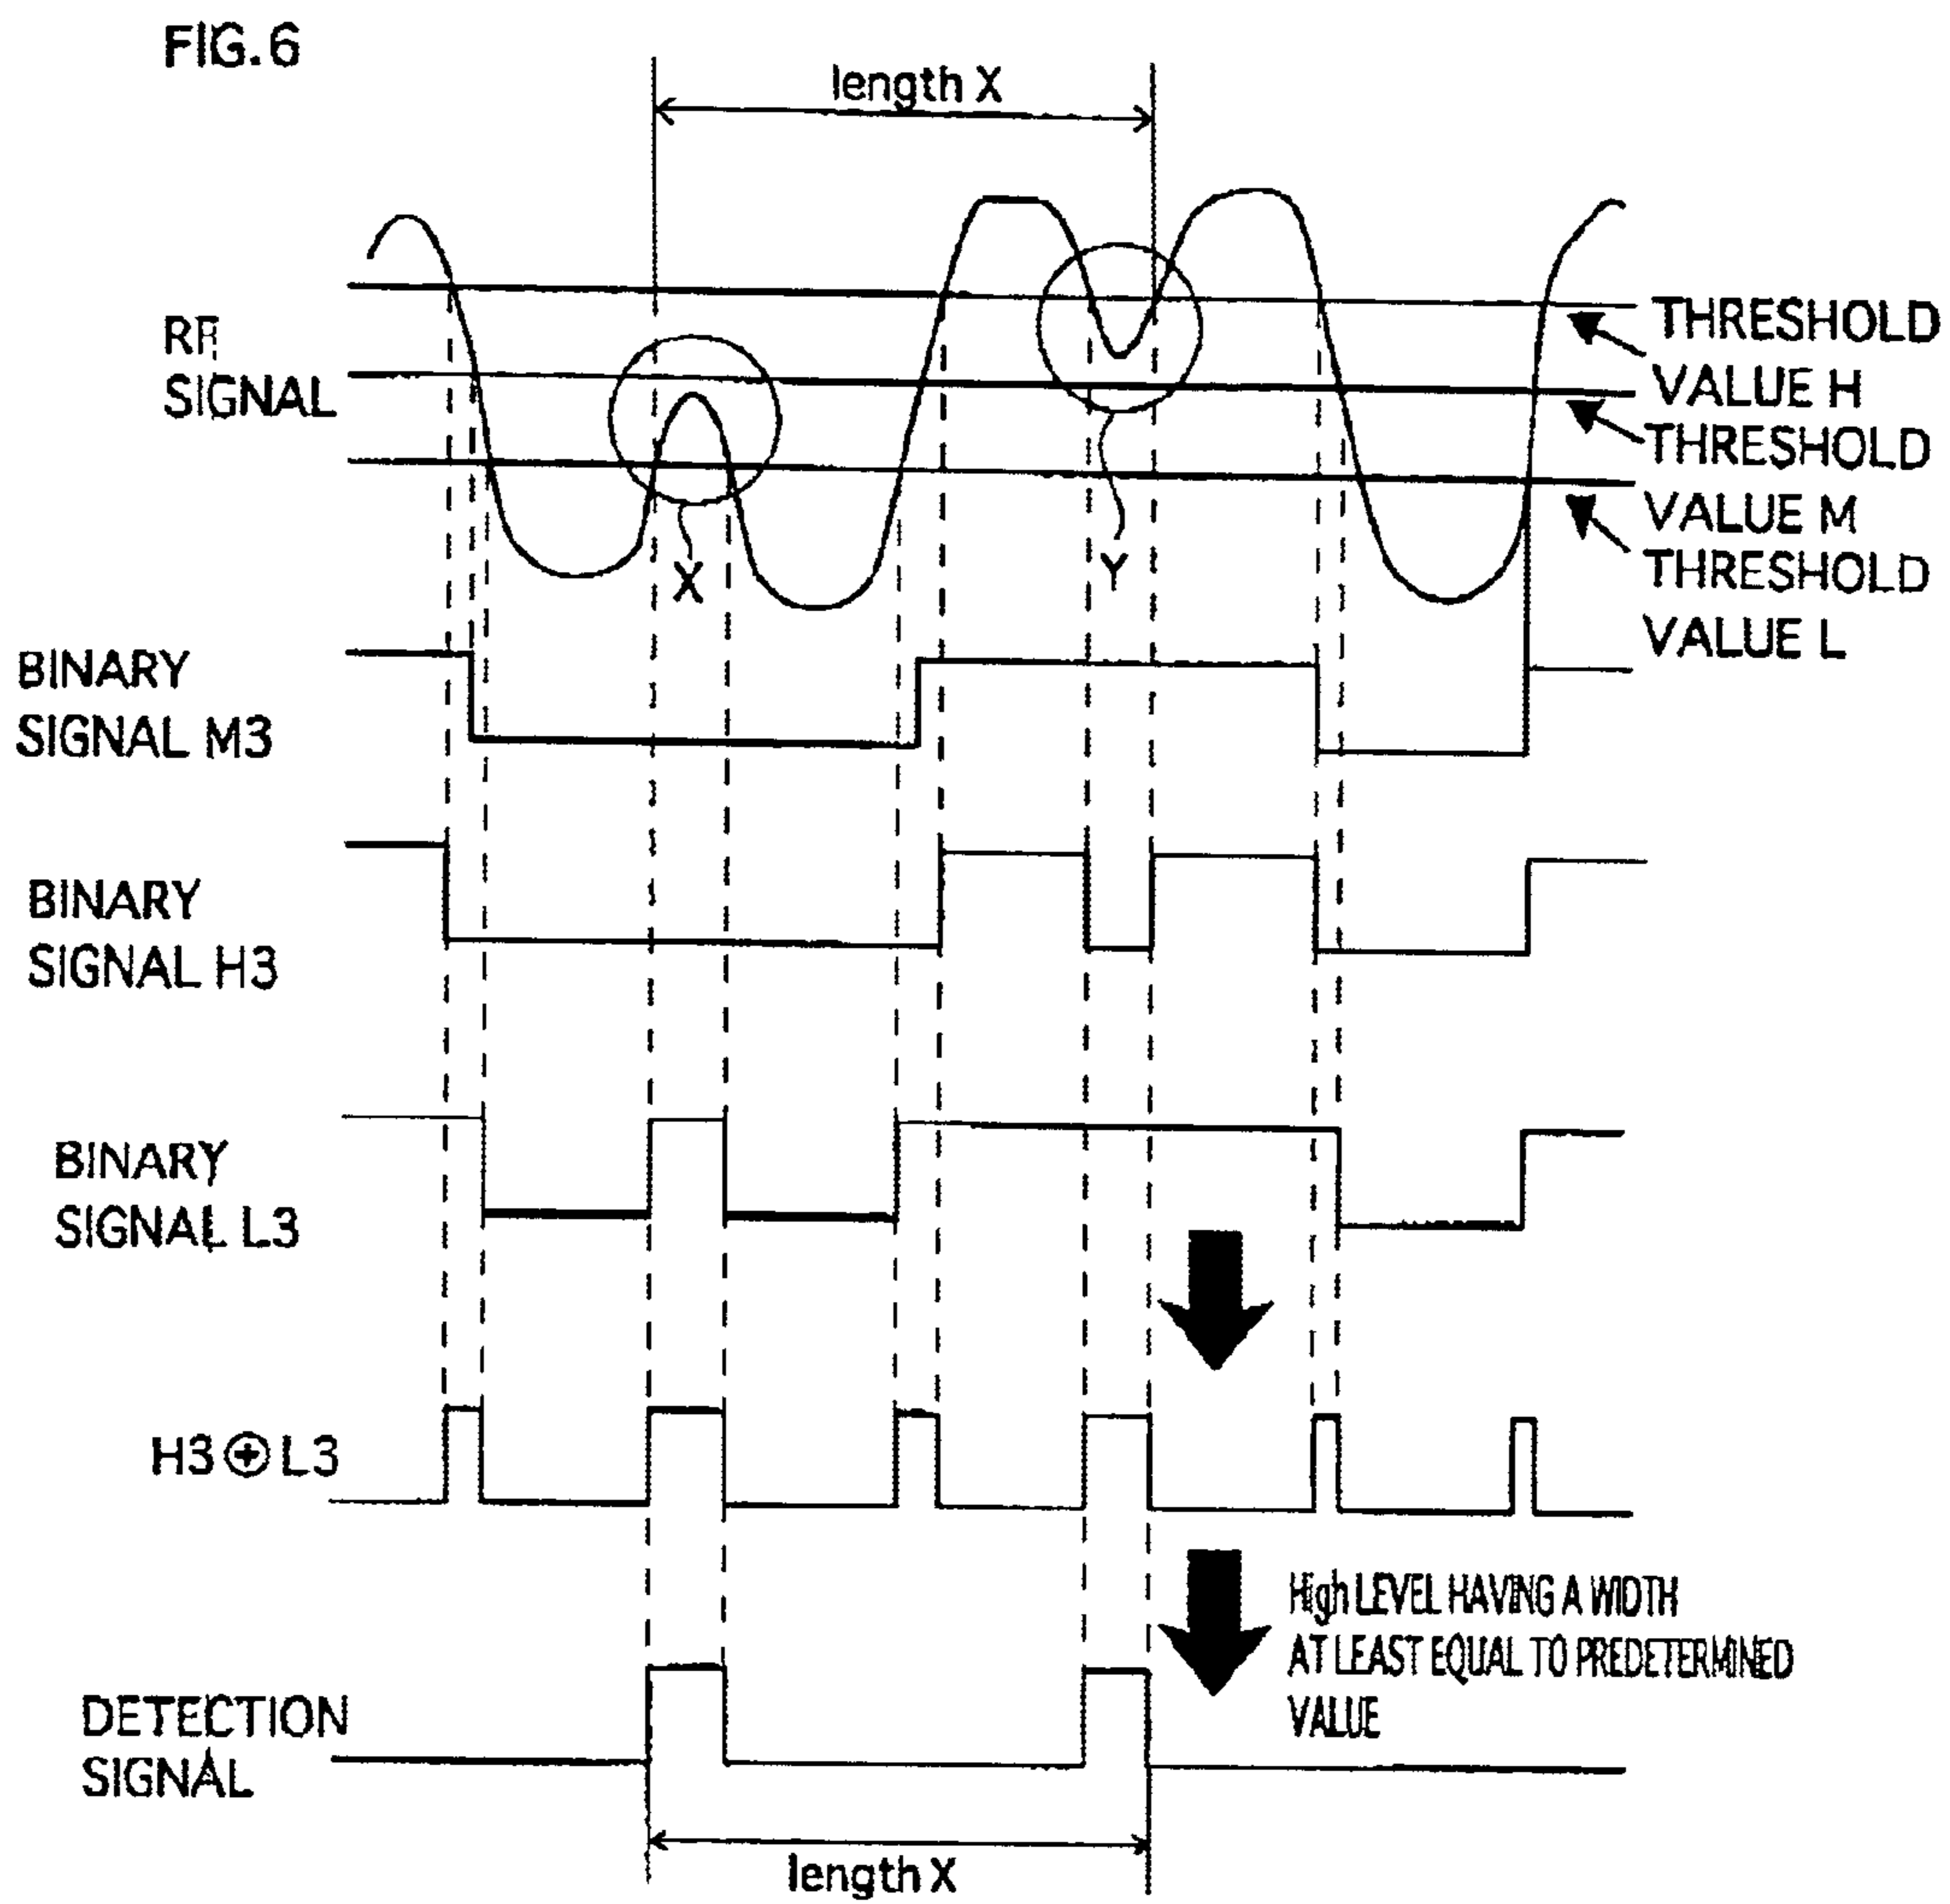 FIG.6
length X
RF
SIGNAL
THRESHOLD
VALUE H
THRESHOLD
VALUE M
THRESHOLD
VALUE L
X
Y
BINARY
SIGNAL M3
BINARY
SIGNAL H3
BINARY
SIGNAL L3
H3 ⊕ L3
High LEVEL HAVING A WIDTH
AT LEAST EQUAL TO PREDETERMINED
VALUE
DETECTION
SIGNAL
length X